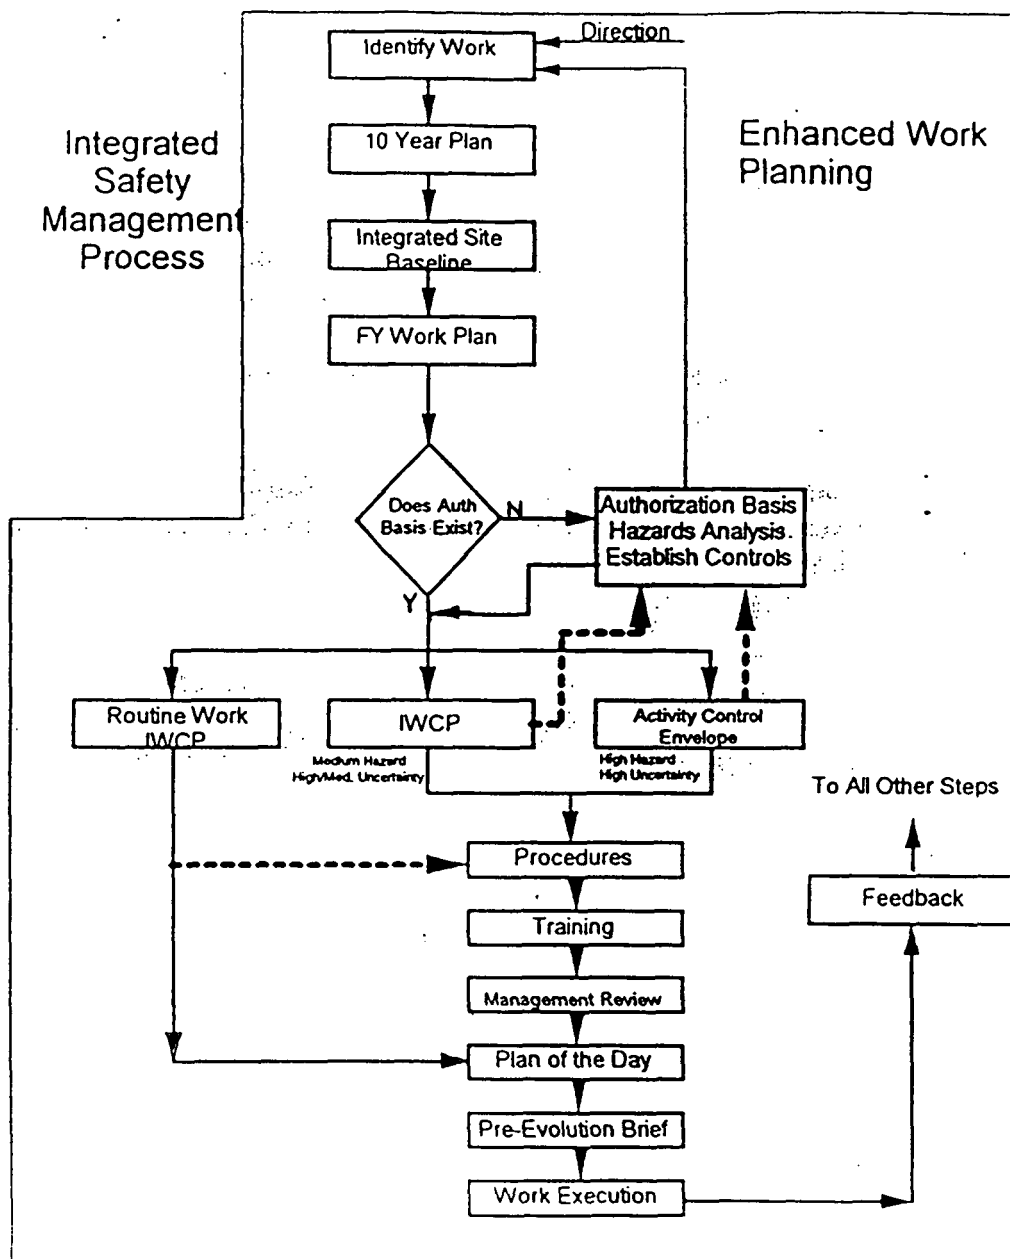 Direction
Identify Work
Integrated
Safety
Management
Process
Enhanced Work
Planning
10 Year Plan
Integrated Site
Baseline
FY Work Plan
Does Auth
Basis Exist?
N
Y
Authorization Basis
Hazards Analysis
Establish Controls
Routine Work
IWCP
IWCP
Medium Hazard
High/Med. Uncertainty
Activity Control
Envelope
High Hazard
High Uncertainty
To All Other Steps
Procedures
Feedback
Training
Management Review
Plan of the Day
Pre-Evolution Brief
Work Execution